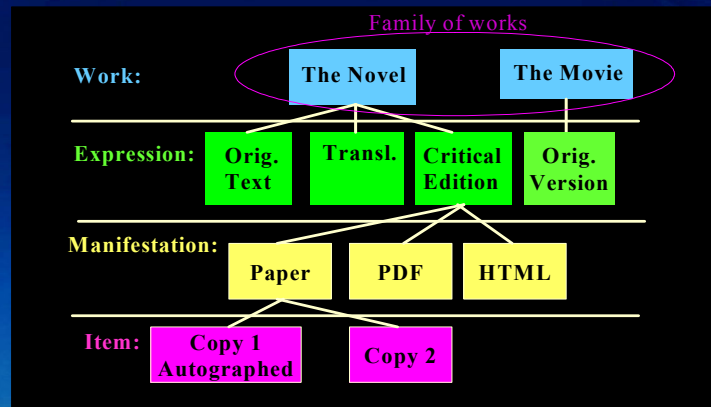 Family of works
Work:
The Novel
The Movie
Expression:
Orig.
Text
Transl.
Critical
Edition
Orig.
Version
Manifestation:
Paper
PDF
HTML
Item:
Copy 1
Autographed
Copy 2